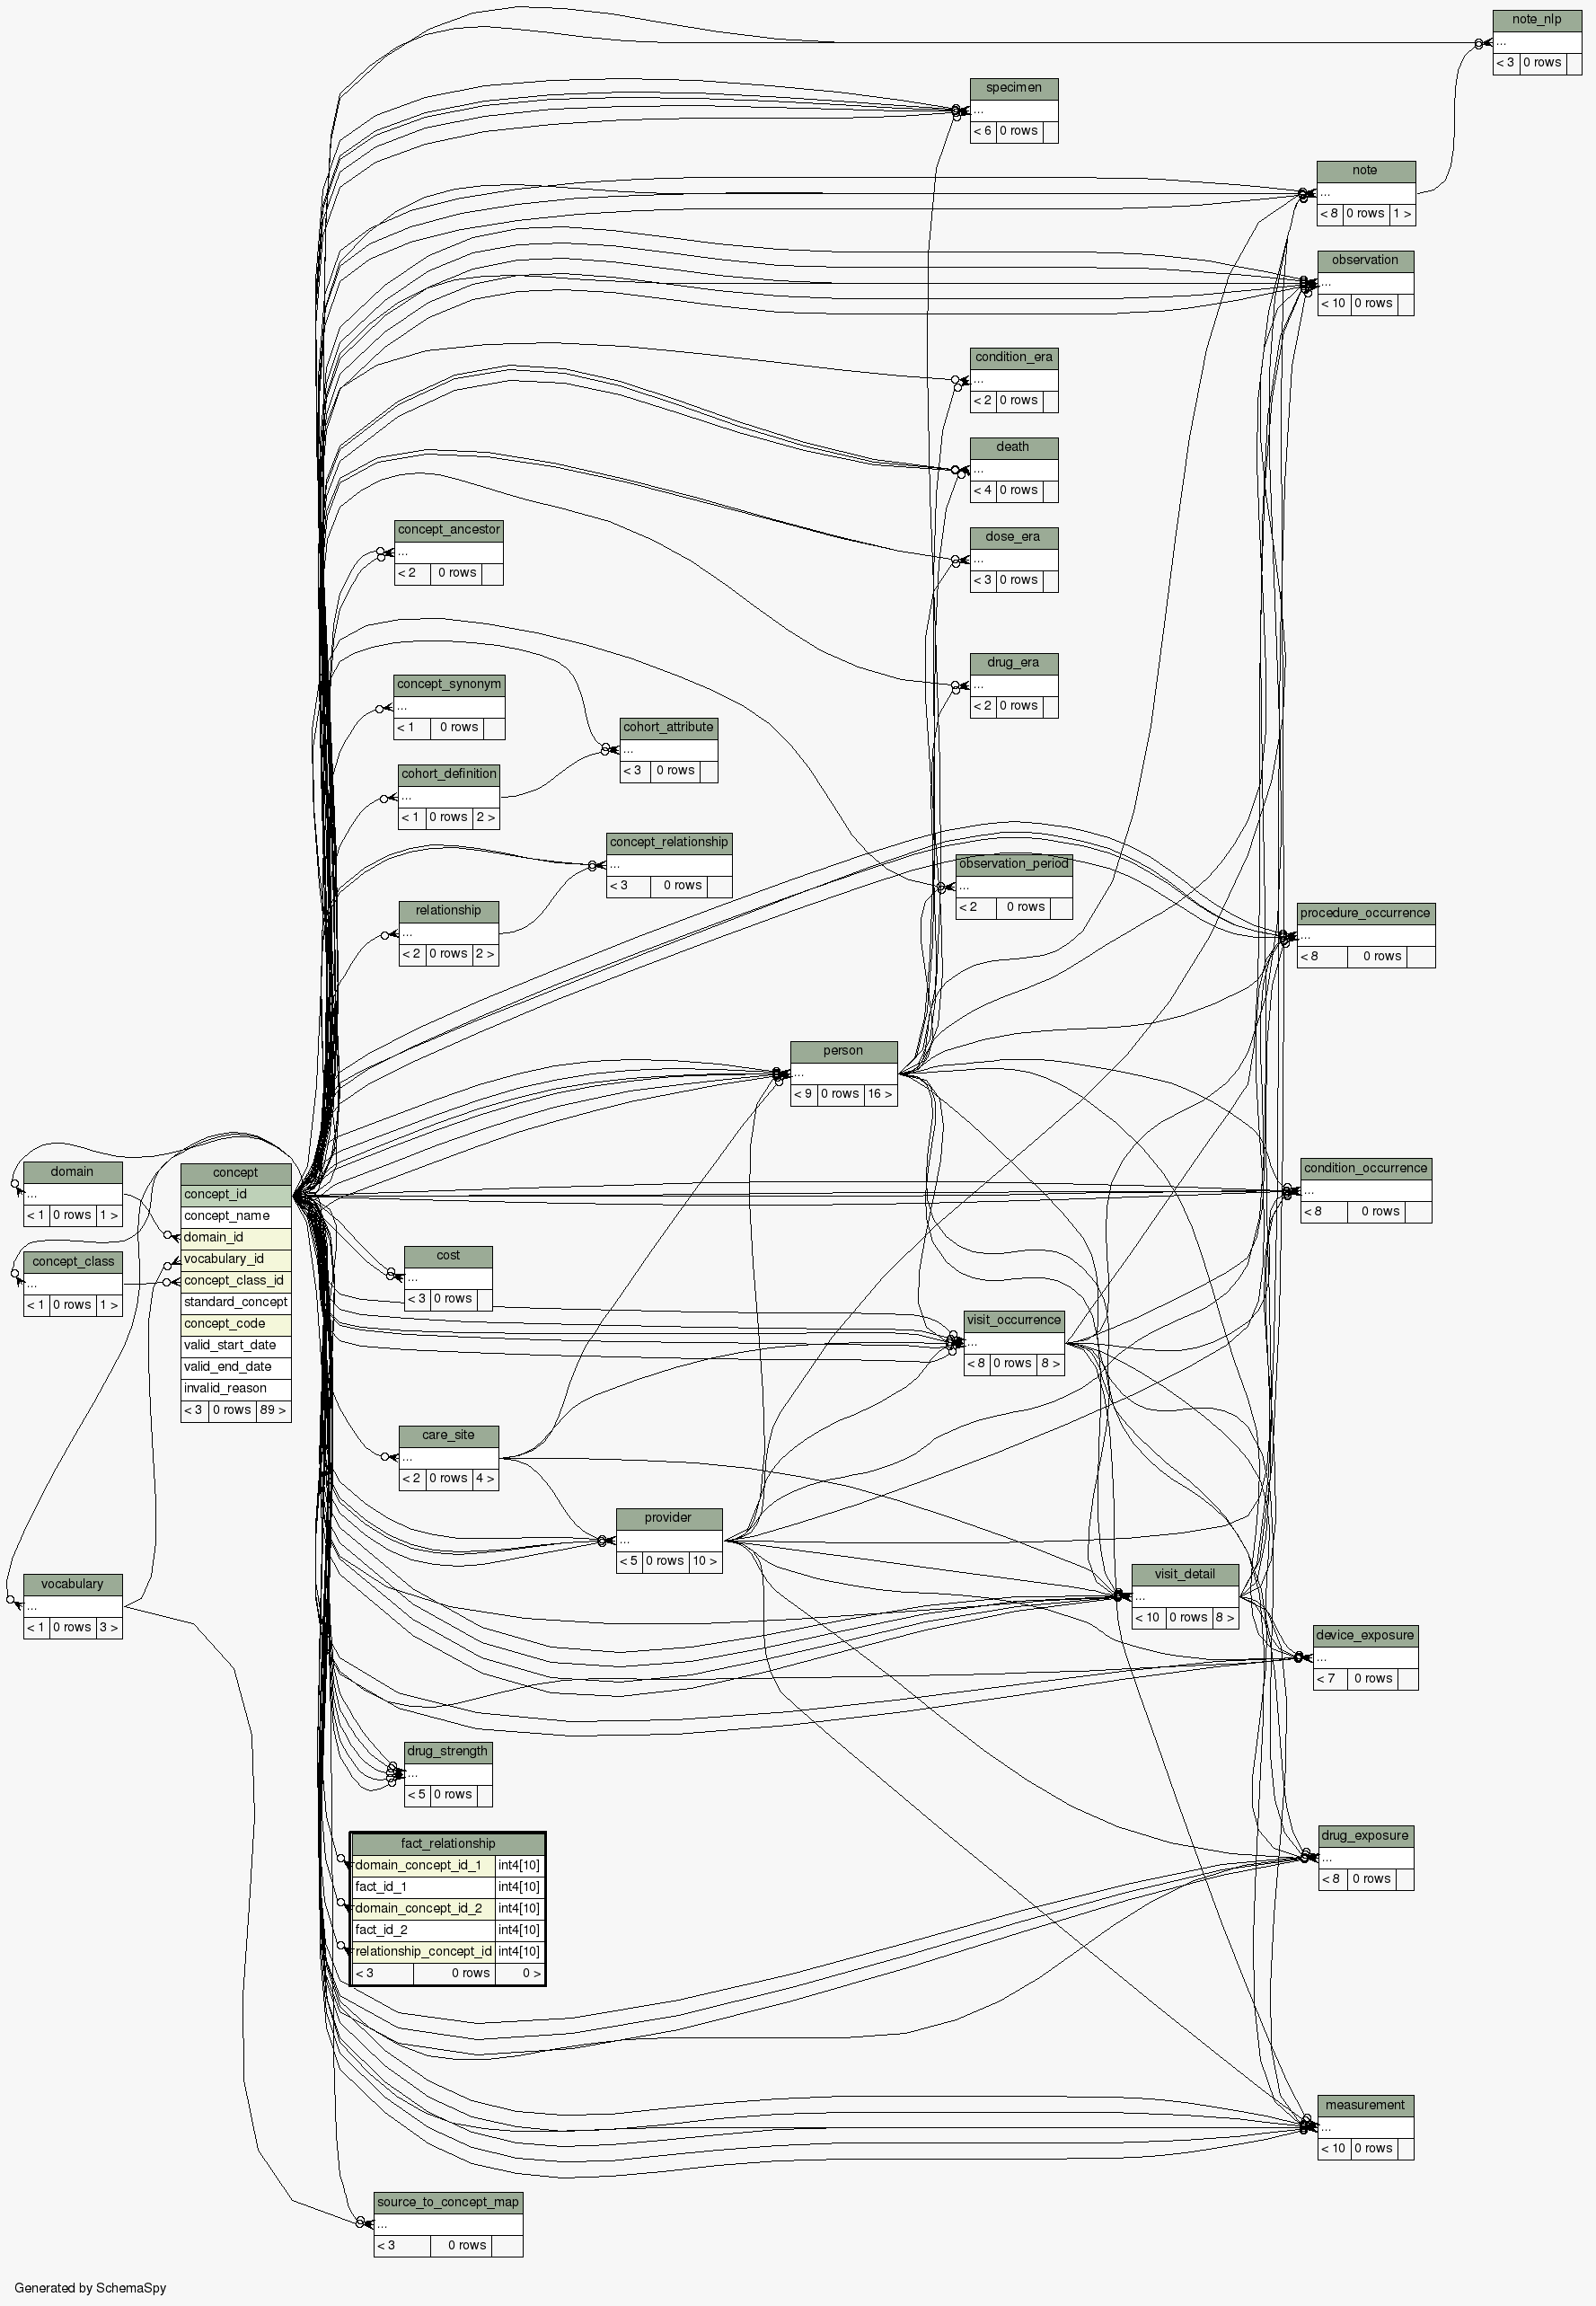 note_nlp
...
< 3 0 rows
specimen
...
< 6 0 rows
note
...
< 8 0 rows 1 >
observation
...
< 10 0 rows
condition_era
...
< 2 0 rows
death
...
< 4 0 rows
concept_ancestor
...
< 2 0 rows
dose_era
...
< 3 0 rows
drug_era
...
< 2 0 rows
concept_synonym
...
< 1 0 rows
cohort_attribute
...
< 3 0 rows
cohort_definition
...
< 1 0 rows 2 >
concept_relationship
...
< 3 0 rows
observation_period
...
< 2 0 rows
relationship
...
< 2 0 rows 2 >
procedure_occurrence
...
< 8 0 rows
person
...
< 9 0 rows 16 >
domain
...
< 1 0 rows 1 >
concept
concept_id
concept_name
domain_id
vocabulary_id
concept_class_id
standard_concept
concept_code
valid_start_date
valid_end_date
invalid_reason
< 3 0 rows 89 >
condition_occurrence
...
< 8 0 rows
concept_class
...
< 1 0 rows 1 >
cost
...
< 3 0 rows
visit_occurrence
...
< 8 0 rows 8 >
care_site
...
< 2 0 rows 4 >
provider
...
< 5 0 rows 10 >
vocabulary
...
< 1 0 rows 3 >
visit_detail
...
< 10 0 rows 8 >
device_exposure
...
< 7 0 rows
drug_strength
...
< 5 0 rows
fact_relationship
domain_concept_id_1 int4[10]
fact_id_1 int4[10]
domain_concept_id_2 int4[10]
fact_id_2 int4[10]
relationship_concept_id int4[10]
< 3 0 rows 0 >
drug_exposure
...
< 8 0 rows
measurement
...
< 10 0 rows
source_to_concept_map
...
< 3 0 rows
Generated by SchemaSpy